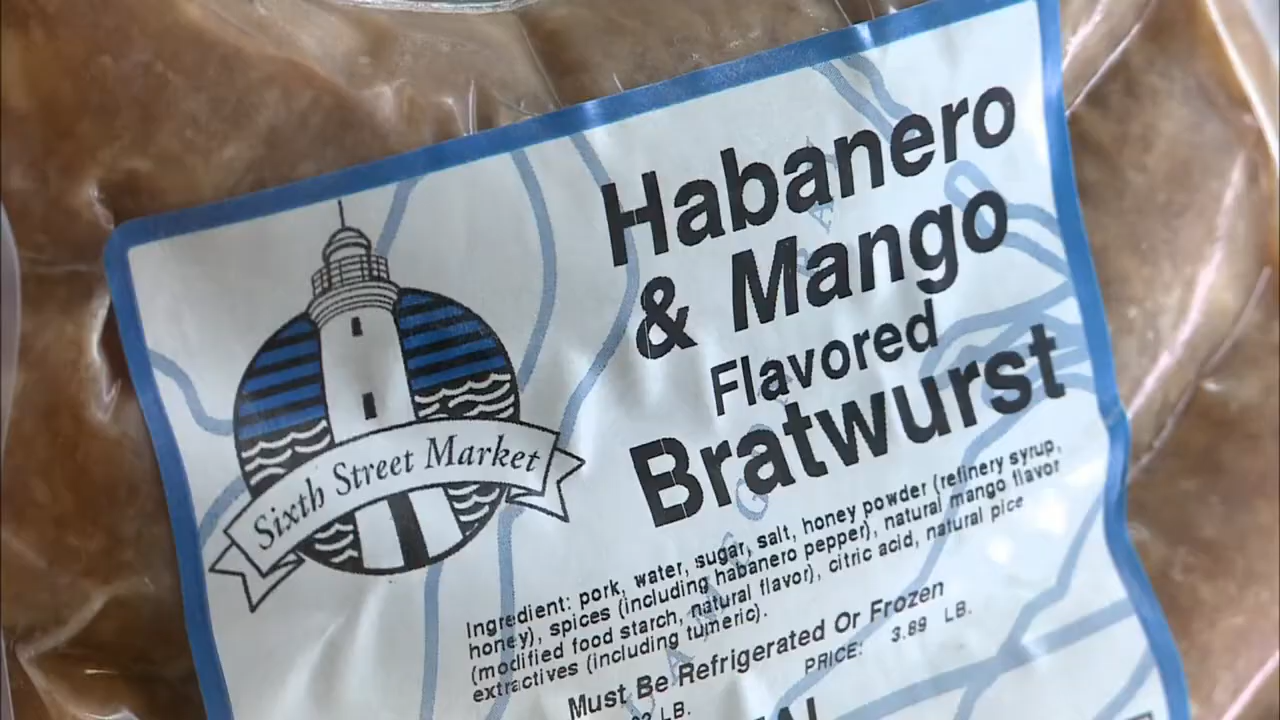 Sixth Street Market
Habanero
& Mango
Flavored
Bratwurst
Ingredient: pork, water, sugar, salt, honey powder (refinery syrup,
honey), spices (including habanero pepper), natural mango flavor
(modified food starch, natural flavor), citric acid, natural pice
extractives (including tumeric).
Must Be Refrigerated Or Frozen
PRICE: 3.89 LB.
LB.